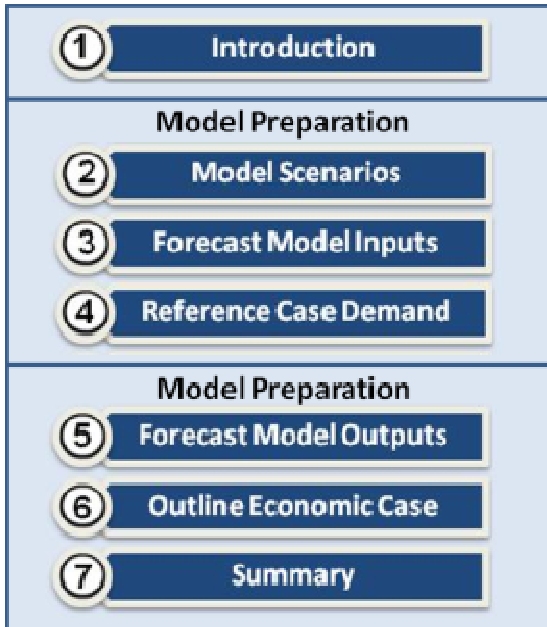 1 Introduction
Model Preparation
2 Model Scenarios
3 Forecast Model Inputs
4 Reference Case Demand
Model Preparation
5 Forecast Model Outputs
6 Outline Economic Case
7 Summary